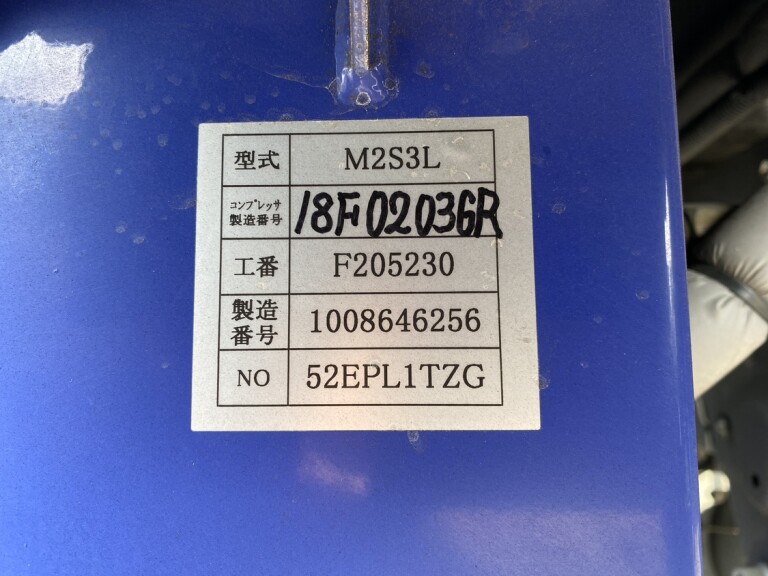 型式 M2S3L
コンプレッサ
製造番号 18F02036R
工番 F205230
製造
番号 1008646256
NO 52EPL1TZG